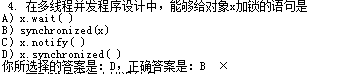 4. 在多线程并发程序设计中，能够给对象x加锁的语句是
A) x.wait( )
B) synchronized(x)
C) x.notify( )
D) x.synchronized( )
你所选择的答案是: D，正确答案是: B ×